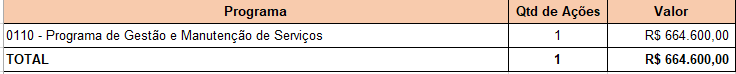 Programa Qtd de Ações Valor
0110 - Programa de Gestão e Manutenção de Serviços 1 R$ 664.600,00
TOTAL 1 R$ 664.600,00